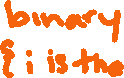 binary
{ i is the